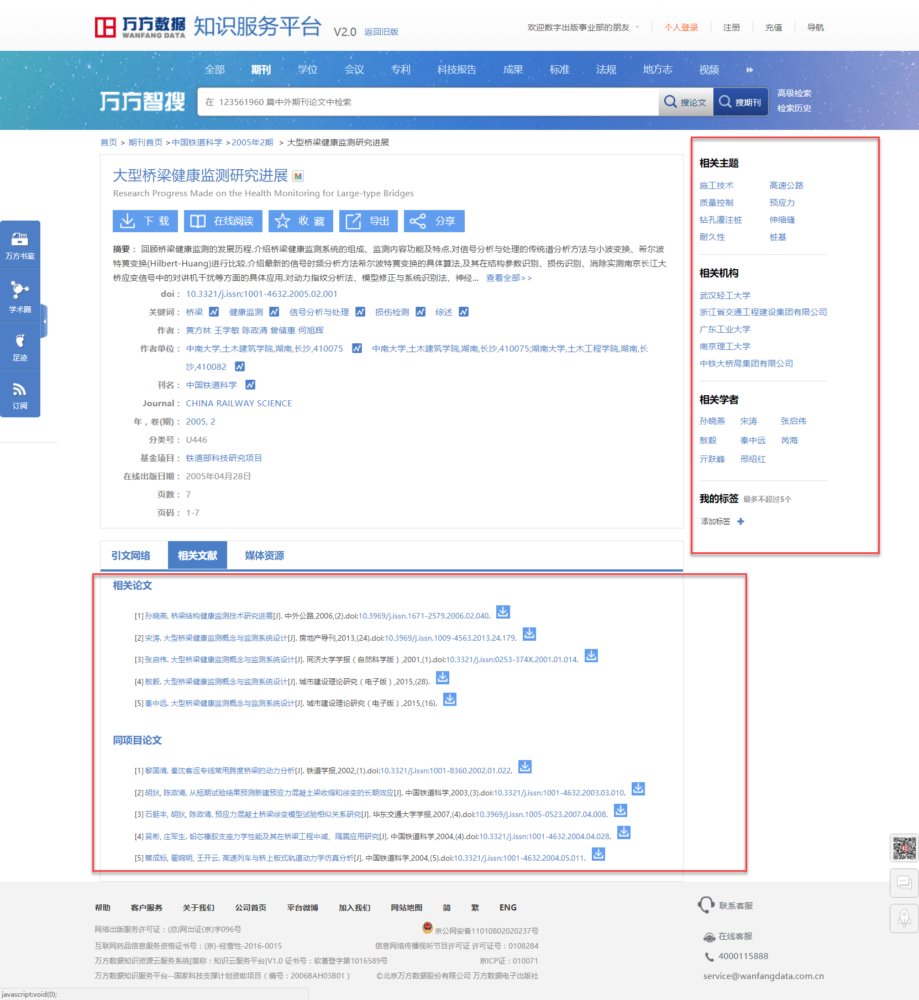 万方数据 WANFANG DATA 知识服务平台 V2.0 返回旧版
欢迎数字出版事业部的朋友 个人登录 注册 充值 导航
全部 期刊 学位 会议 专利 科技报告 成果 标准 法规 地方志 视频
万方智搜 在 123561960 篇中外期刊论文中检索 搜论文 搜期刊
高级检索
检索历史
首页 > 期刊首页 >中国铁道科学 >2005年2期 > 大型桥梁健康监测研究进展
大型桥梁健康监测研究进展 M
Research Progress Made on the Health Monitoring for Large-type Bridges
下 载 在线阅读 收 藏 导出 分享
摘要： 回顾桥梁健康监测的发展历程.介绍桥梁健康监测系统的组成、监测内容功能及特点.对信号分析与处理的传统谱分析方法与小波变换、希尔波
特黄变换(Hilbert-Huang)进行比较.介绍最新的信号时频分析方法希尔波特黄变换的具体算法,及其在结构参数识别、损伤识别、消除实测南京长江大
桥应变信号中的对讲机干扰等方面的具体应用.对动力指纹分析法、模型修正与系统识别法、神经... 查看全部>>
doi： 10.3321/j.issn:1001-4632.2005.02.001
关键词： 桥梁 健康监测 信号分析与处理 损伤检测 综述
作者： 黄方林 王学敏 陈政清 曾储惠 何旭辉
作者单位： 中南大学,土木建筑学院,湖南,长沙,410075 中南大学,土木建筑学院,湖南,长沙,410075;湖南大学,土木工程学院,湖南,长
沙,410082
刊名： 中国铁道科学
Journal： CHINA RAILWAY SCIENCE
年，卷(期)： 2005, 2
分类号： U446
基金项目： 铁道部科技研究项目
在线出版日期： 2005年04月28日
页数： 7
页码： 1-7
万方书案
学术圈
足迹
订阅
相关主题
施工技术 高速公路
质量控制 预应力
钻孔灌注桩 伸缩缝
耐久性 桩基
相关机构
武汉轻工大学
浙江省交通工程建设集团有限公司
广东工业大学
南京理工大学
中铁大桥局集团有限公司
相关学者
孙晓燕 宋涛 张启伟
敖毅 秦中远 芮海
亓跃峰 邢绍红
我的标签 最多不超过5个
添加标签
引文网络 相关文献 媒体资源
相关论文
[1]孙晓燕. 桥梁结构健康监测技术研究进展[J]. 中外公路,2006,(2).doi:10.3969/j.issn.1671-2579.2006.02.040.
[2]宋涛. 大型桥梁健康监测概念与监测系统设计[J]. 房地产导刊,2013,(24).doi:10.3969/j.issn.1009-4563.2013.24.179.
[3]张启伟. 大型桥梁健康监测概念与监测系统设计[J]. 同济大学学报（自然科学版）,2001,(1).doi:10.3321/j.issn:0253-374X.2001.01.014.
[4]敖毅. 大型桥梁健康监测概念与监测系统设计[J]. 城市建设理论研究（电子版）,2015,(28).
[5]秦中远. 大型桥梁健康监测概念与监测系统设计[J]. 城市建设理论研究（电子版）,2015,(16).
同项目论文
[1]黎国清. 秦沈客运专线常用跨度桥梁的动力分析[J]. 铁道学报,2002,(1).doi:10.3321/j.issn:1001-8360.2002.01.022.
[2]胡狄, 陈政清. 从短期试验结果预测新建预应力混凝土梁收缩和徐变的长期效应[J]. 中国铁道科学,2003,(3).doi:10.3321/j.issn:1001-4632.2003.03.010.
[3]石挺丰, 胡狄, 陈政清. 预应力混凝土桥梁徐变模型试验相似关系研究[J]. 华东交通大学学报,2007,(4).doi:10.3969/j.issn.1005-0523.2007.04.008.
[4]吴彬, 庄军生. 铅芯橡胶支座力学性能及其在桥梁工程中减、隔震应用研究[J]. 中国铁道科学,2004,(4).doi:10.3321/j.issn:1001-4632.2004.04.028.
[5]蔡成标, 翟婉明, 王开云. 高速列车与桥上板式轨道动力学仿真分析[J]. 中国铁道科学,2004,(5).doi:10.3321/j.issn:1001-4632.2004.05.011.
帮助 客户服务 关于我们 公司首页 平台微博 加入我们 网站地图 简 繁 ENG
网络出版服务许可证：(总)网出证(京)字096号 京公网安备11010802020237号
互联网药品信息服务资格证书号：(京)-经营性-2016-0015 信息网络传播视听节目许可证 许可证号：0108284
万方数据知识资源云服务系统[简称：知识云服务平台]V1.0 证书号：软著登字第1016589号 京ICP证：010071
万方数据知识服务平台--国家科技支撑计划资助项目（编号：2006BAH03B01） ©北京万方数据股份有限公司 万方数据电子出版社
联系客服
在线客服
4000115888
service@wanfangdata.com.cn
javascript:void(0);